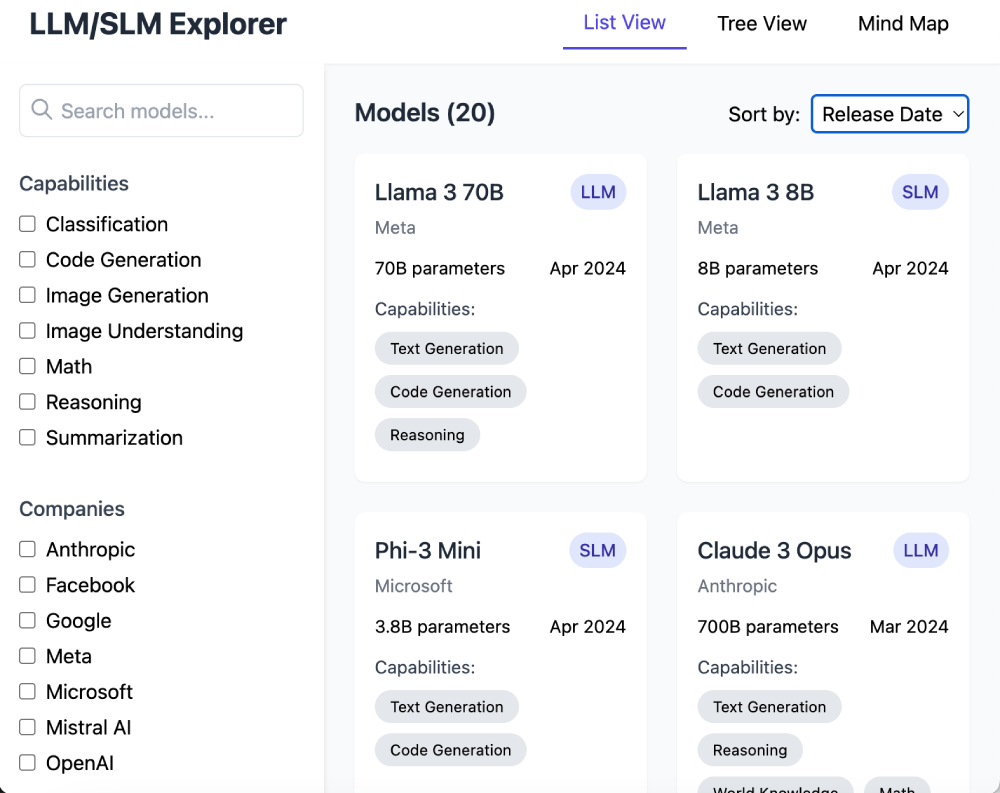 LLM/SLM Explorer
List View
Tree View
Mind Map
Search models...
Capabilities
Classification
Code Generation
Image Generation
Image Understanding
Math
Reasoning
Summarization
Companies
Anthropic
Facebook
Google
Meta
Microsoft
Mistral AI
OpenAI
Models (20)
Sort by:
Release Date
Llama 3 70B
LLM
Meta
70B parameters
Apr 2024
Capabilities:
Text Generation
Code Generation
Reasoning
Llama 3 8B
SLM
Meta
8B parameters
Apr 2024
Capabilities:
Text Generation
Code Generation
Phi-3 Mini
SLM
Microsoft
3.8B parameters
Apr 2024
Capabilities:
Text Generation
Code Generation
Claude 3 Opus
LLM
Anthropic
700B parameters
Mar 2024
Capabilities:
Text Generation
Reasoning
World Knowledge
Math